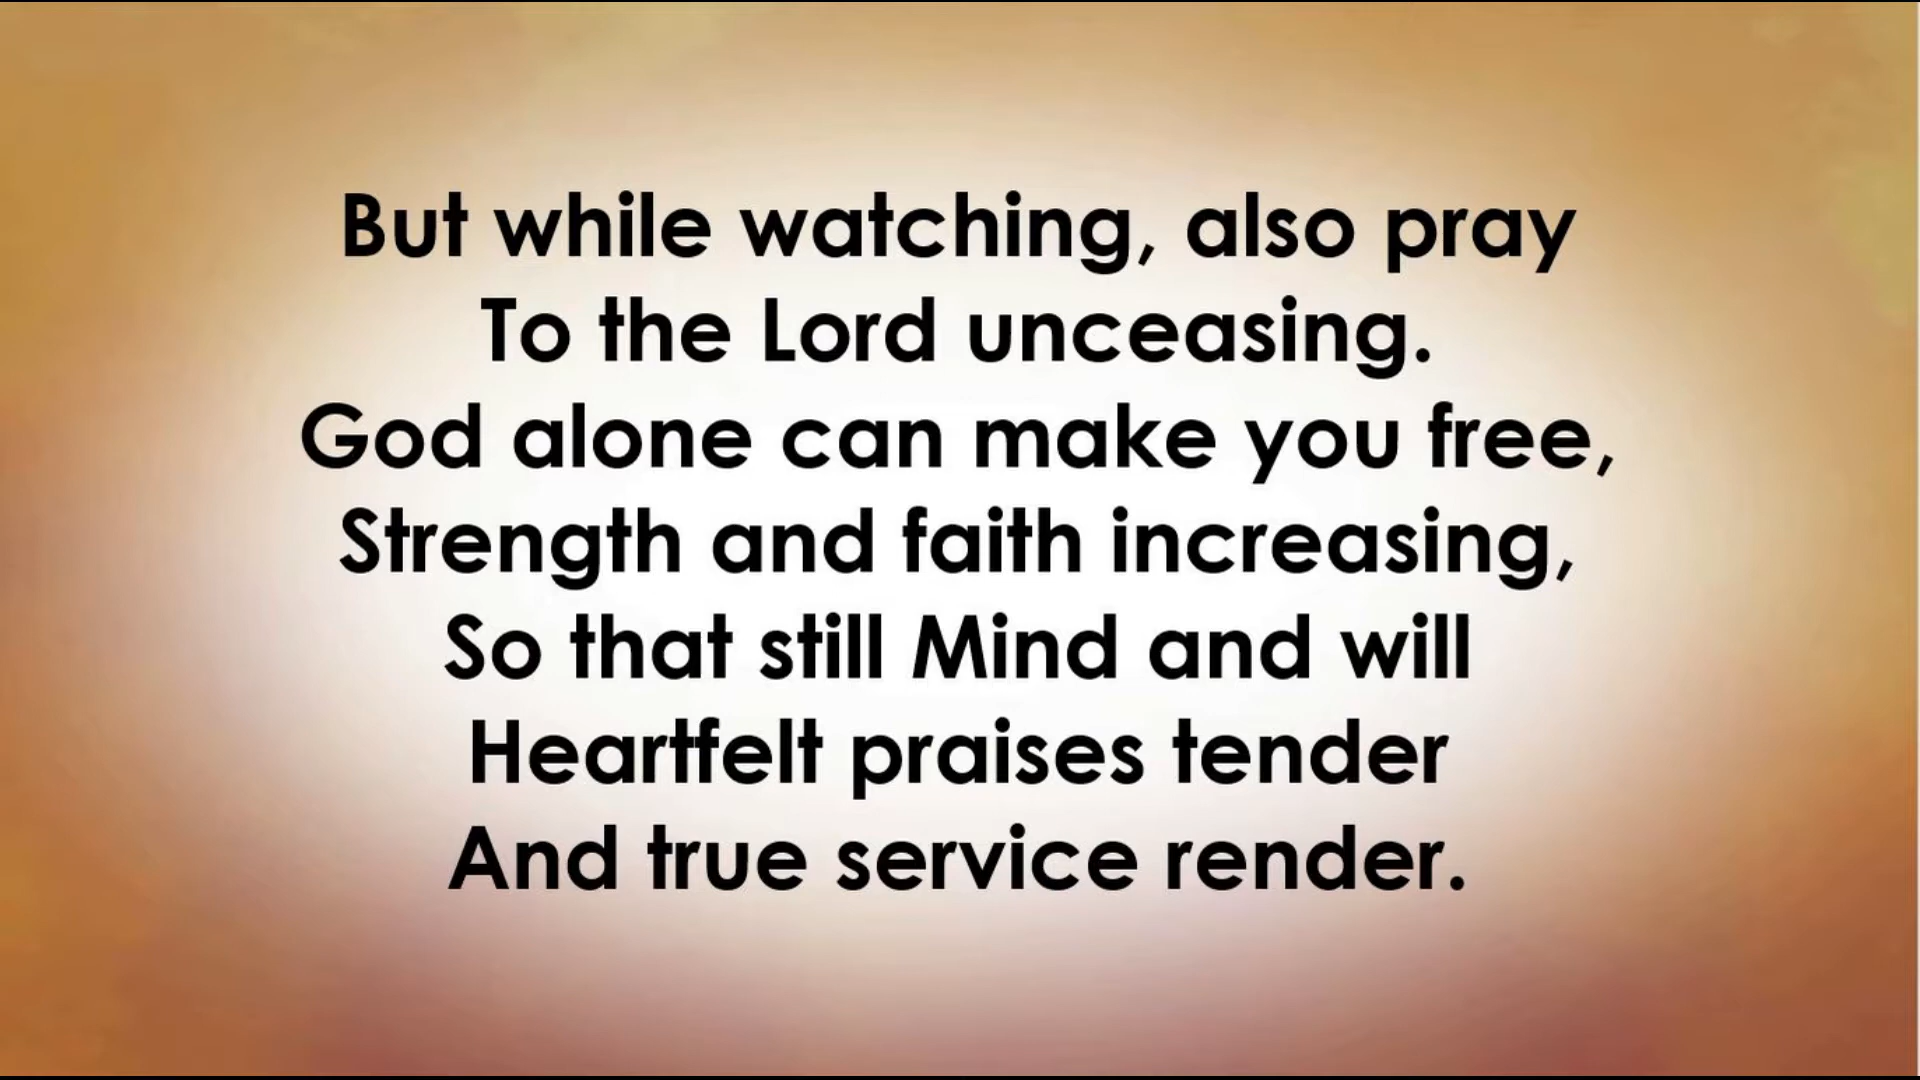 But while watching, also pray
To the Lord unceasing.
God alone can make you free,
Strength and faith increasing,
So that still Mind and will
Heartfelt praises tender
And true service render.